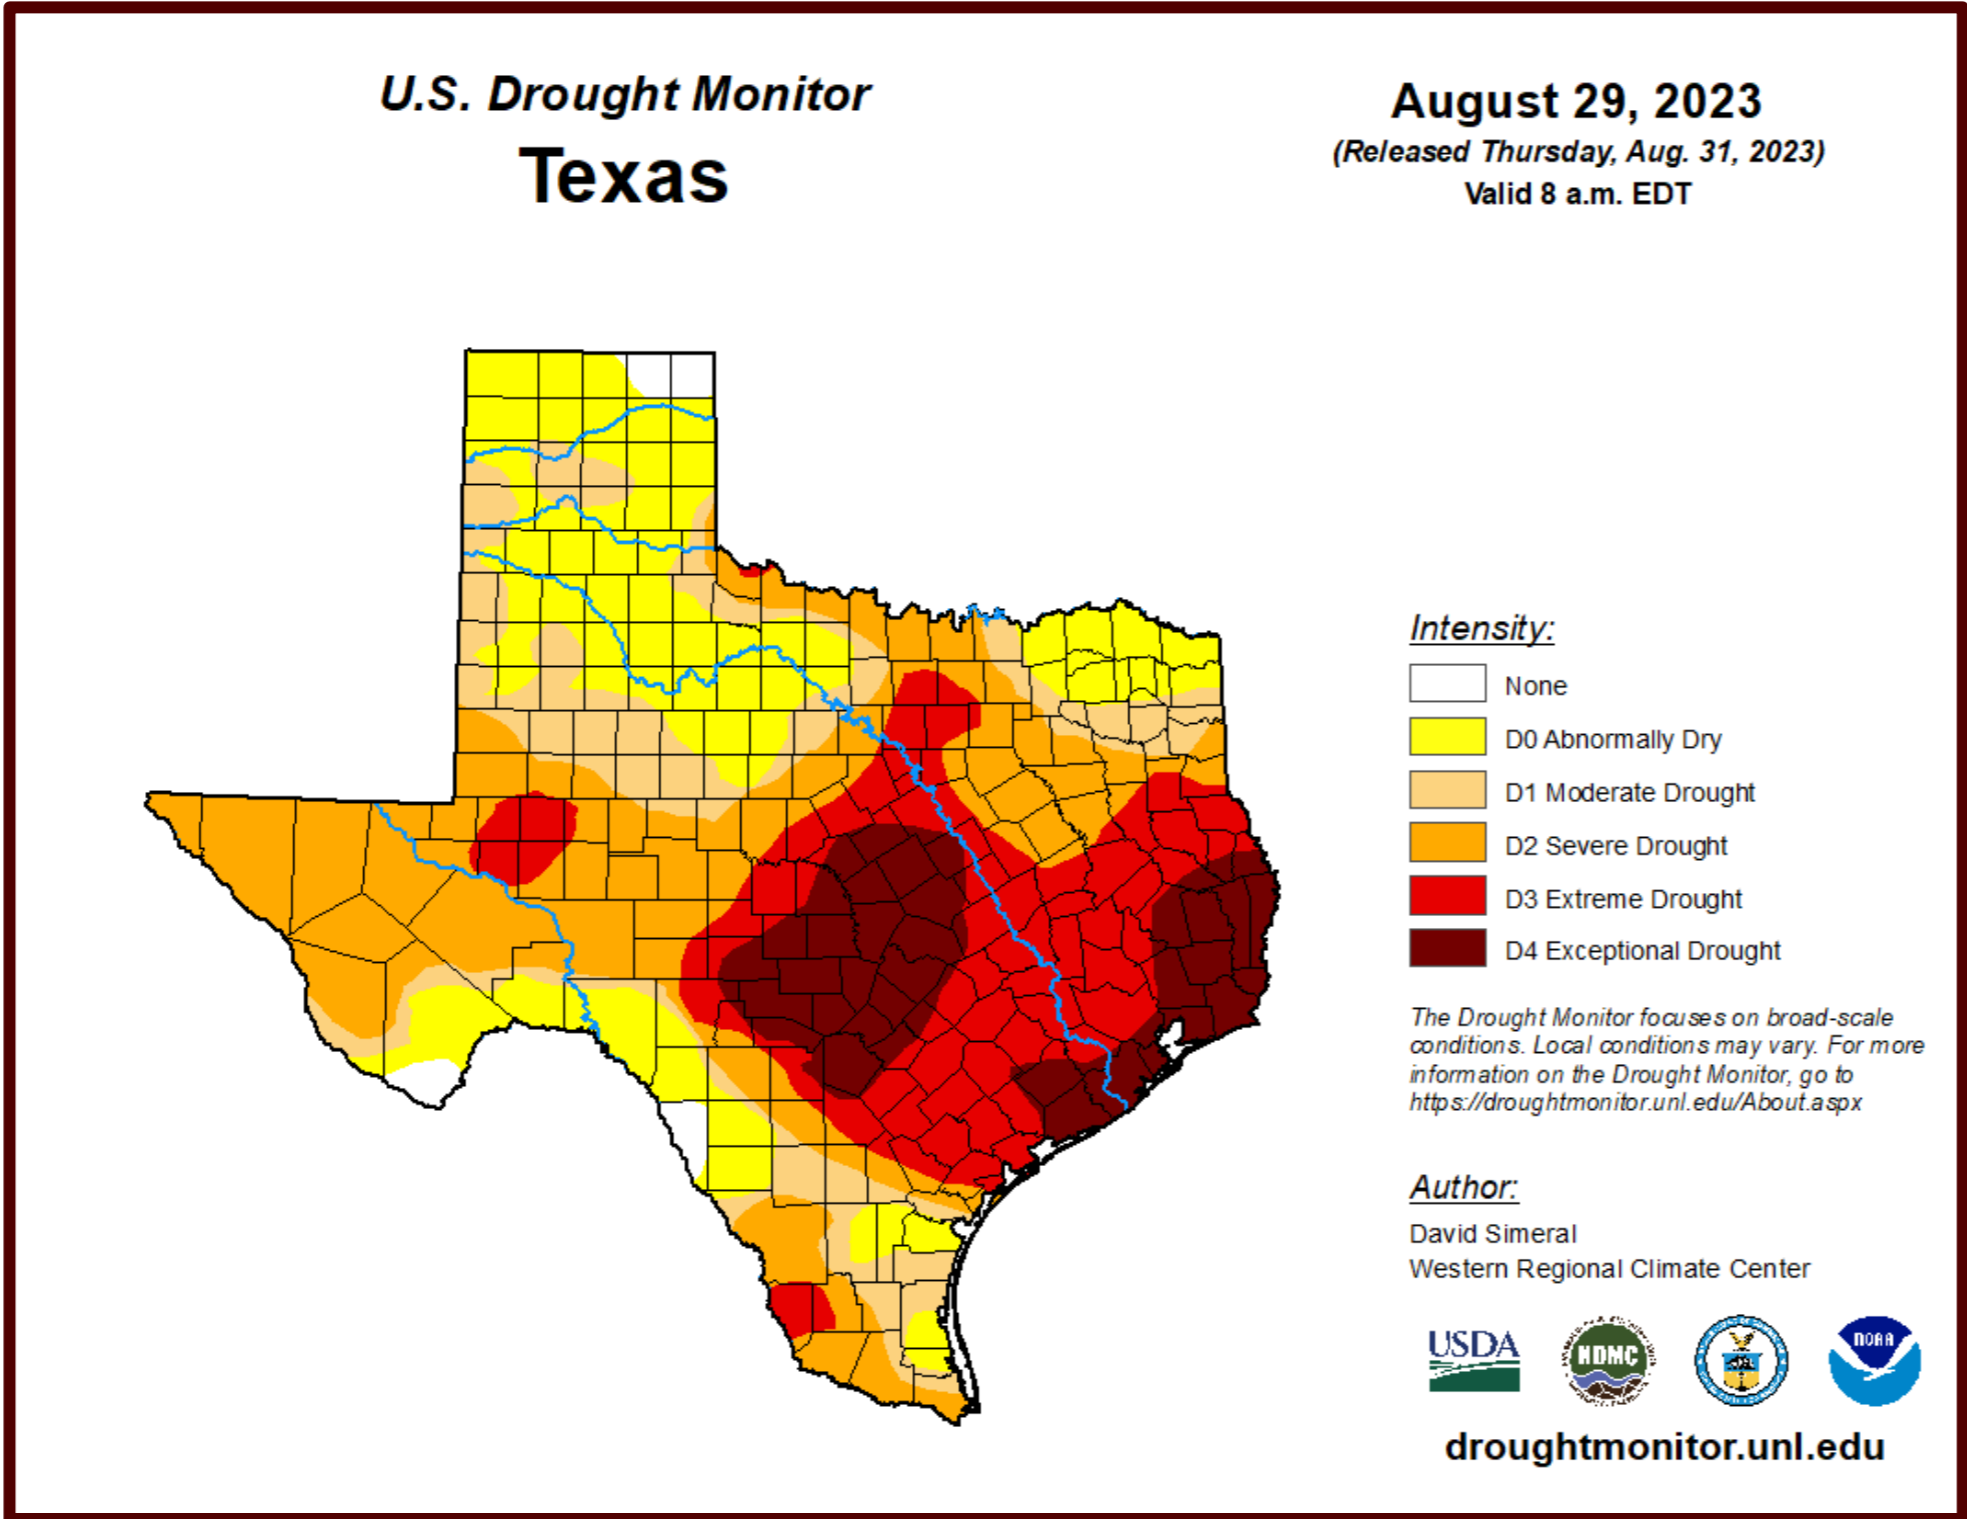 U.S. Drought Monitor
Texas
August 29, 2023
(Released Thursday, Aug. 31, 2023)
Valid 8 a.m. EDT
Intensity:
None
D0 Abnormally Dry
D1 Moderate Drought
D2 Severe Drought
D3 Extreme Drought
D4 Exceptional Drought
The Drought Monitor focuses on broad-scale
conditions. Local conditions may vary. For more
information on the Drought Monitor, go to
https://droughtmonitor.unl.edu/About.aspx
Author:
David Simeral
Western Regional Climate Center
USDA
NDMC
NOAA
droughtmonitor.unl.edu